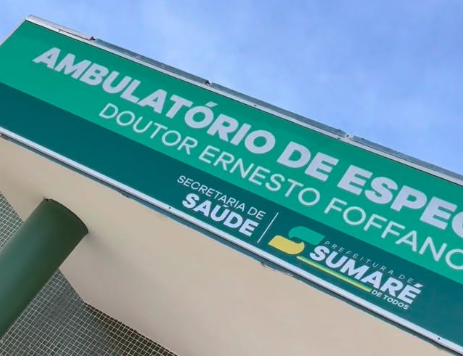 AMBULATÓRIO DE ESPEC
DOUTOR ERNESTO FOFFANO
SECRETARIA DE
SAÚDE
PREFEITURA DE
SUMARÉ
DE TODOS